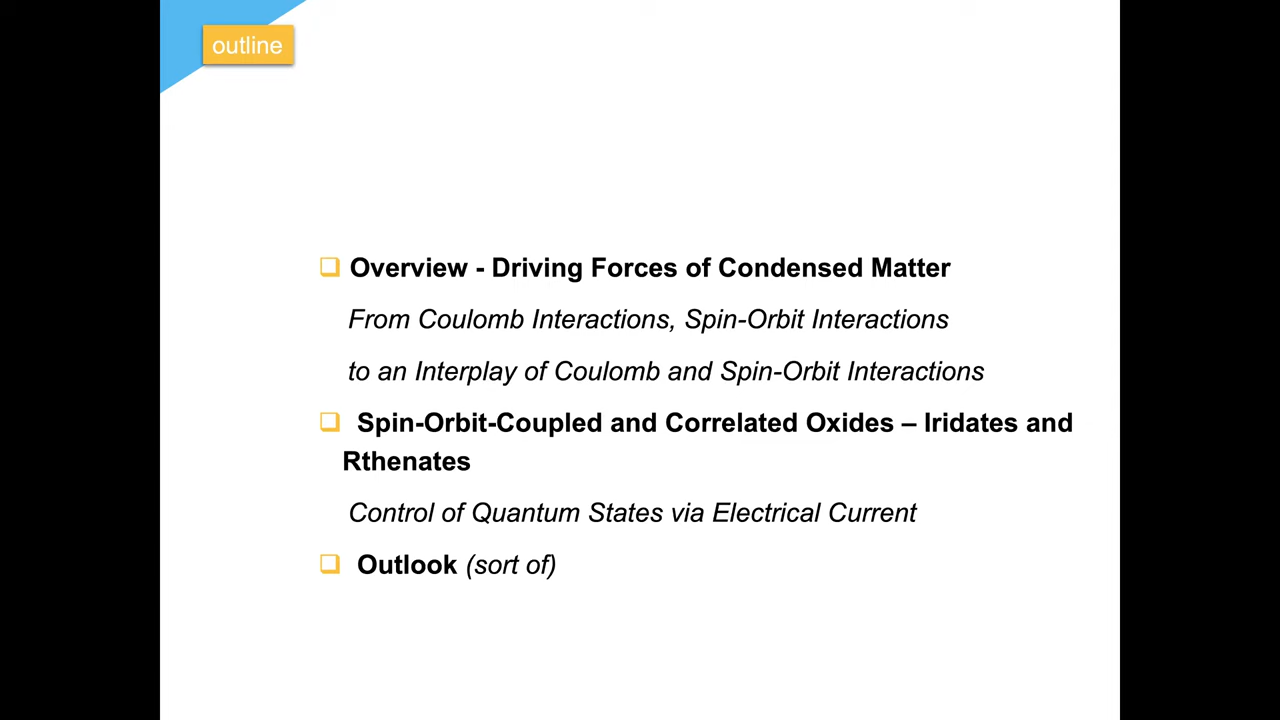 outline
Overview - Driving Forces of Condensed Matter
From Coulomb Interactions, Spin-Orbit Interactions
to an Interplay of Coulomb and Spin-Orbit Interactions
Spin-Orbit-Coupled and Correlated Oxides – Iridates and
Rthenates
Control of Quantum States via Electrical Current
Outlook (sort of)